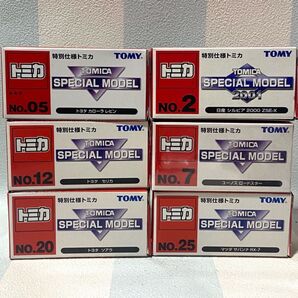 特別仕様トミカ TOMY
トミカ
TOMICA
SPECIAL MODEL
No.05
トヨタ カローラ レビン
特別仕様トミカ TOMY
トミカ
TOMICA
SPECIAL MODEL
2001
No.2
日産 シルビア 2000 ZSE-X
特別仕様トミカ TOMY
トミカ
TOMICA
SPECIAL MODEL
No.12
トヨタ セリカ
特別仕様トミカ TOMY
トミカ
TOMICA
SPECIAL MODEL
No.7
ユーノス ロードスター
特別仕様トミカ TOMY
トミカ
TOMICA
SPECIAL MODEL
No.20
トヨタ ソアラ
特別仕様トミカ TOMY
トミカ
TOMICA
SPECIAL MODEL
No.25
マツダ サバンナ RX-7